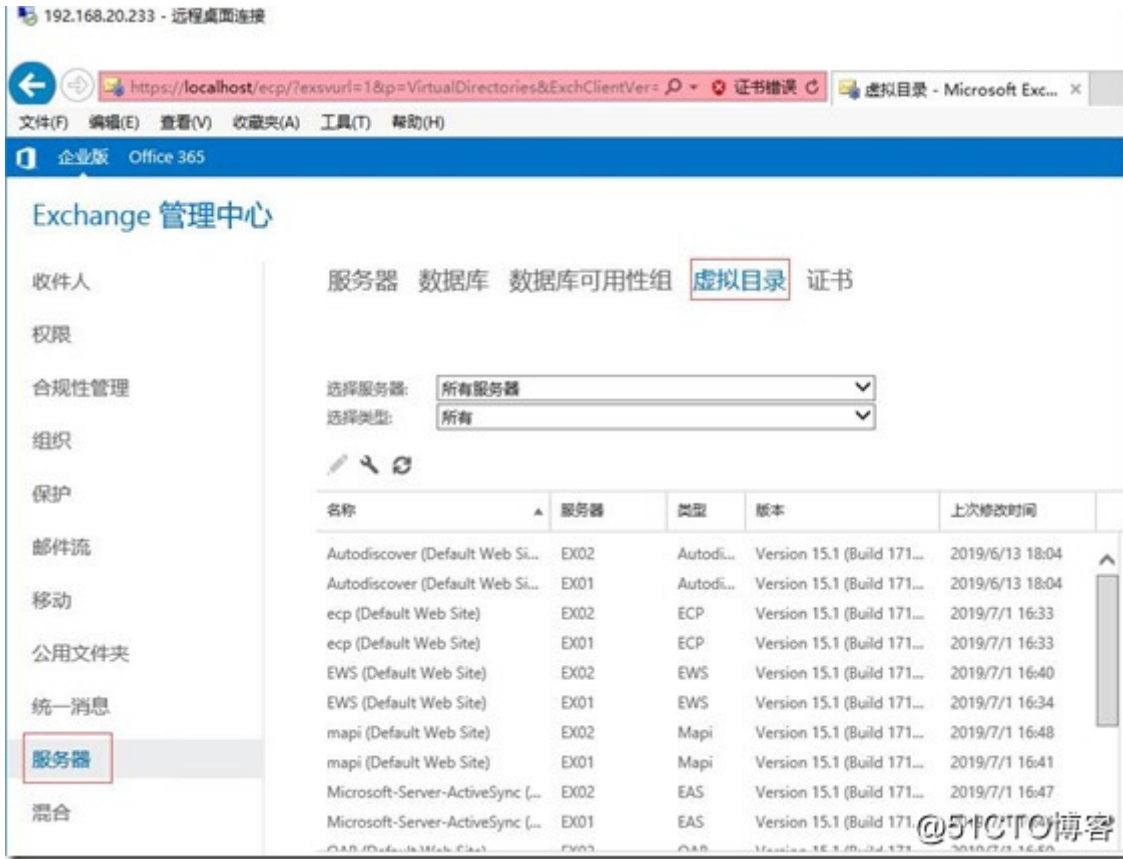 192.168.20.233 - 远程桌面连接
https://localhost/ecp/?exsvurl=1&p=VirtualDirectories&ExchClientVer= 证书错误 虚拟目录 - Microsoft Exc...
文件(F) 编辑(E) 查看(V) 收藏夹(A) 工具(T) 帮助(H)
企业版 Office 365
Exchange 管理中心
收件人
权限
合规性管理
组织
保护
邮件流
移动
公用文件夹
统一消息
服务器
混合
服务器 数据库 数据库可用性组 虚拟目录 证书
选择服务器: 所有服务器
选择类型: 所有
名称 服务器 类型 版本 上次修改时间
Autodiscover (Default Web Si... EX02 Autodi... Version 15.1 (Build 171... 2019/6/13 18:04
Autodiscover (Default Web Si... EX01 Autodi... Version 15.1 (Build 171... 2019/6/13 18:04
ecp (Default Web Site) EX02 ECP Version 15.1 (Build 171... 2019/7/1 16:33
ecp (Default Web Site) EX01 ECP Version 15.1 (Build 171... 2019/7/1 16:33
EWS (Default Web Site) EX02 EWS Version 15.1 (Build 171... 2019/7/1 16:40
EWS (Default Web Site) EX01 EWS Version 15.1 (Build 171... 2019/7/1 16:34
mapi (Default Web Site) EX02 Mapi Version 15.1 (Build 171... 2019/7/1 16:48
mapi (Default Web Site) EX01 Mapi Version 15.1 (Build 171... 2019/7/1 16:41
Microsoft-Server-ActiveSync (... EX02 EAS Version 15.1 (Build 171... 2019/7/1 16:47
Microsoft-Server-ActiveSync (... EX01 EAS Version 15.1 (Build 171
@51CTO博客